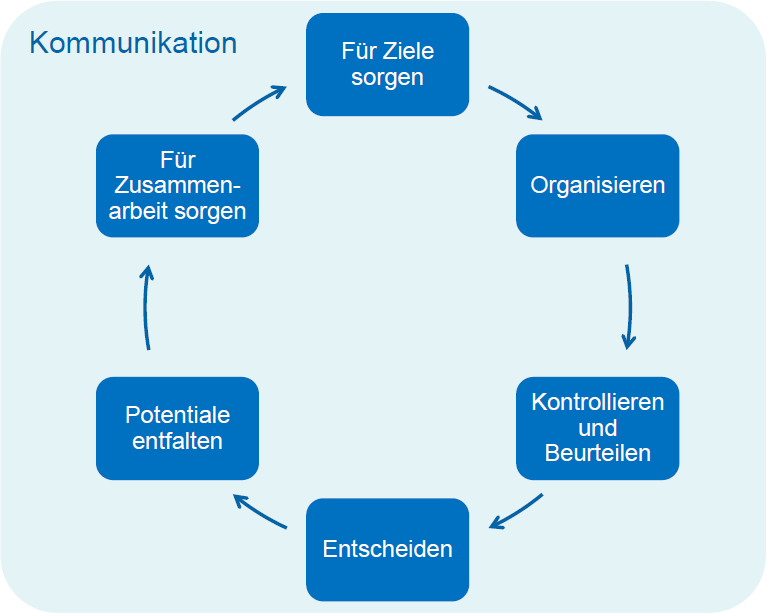 Kommunikation
Für Ziele
sorgen
Organisieren
Kontrollieren
und
Beurteilen
Entscheiden
Potentiale
entfalten
Für
Zusammen-
arbeit sorgen